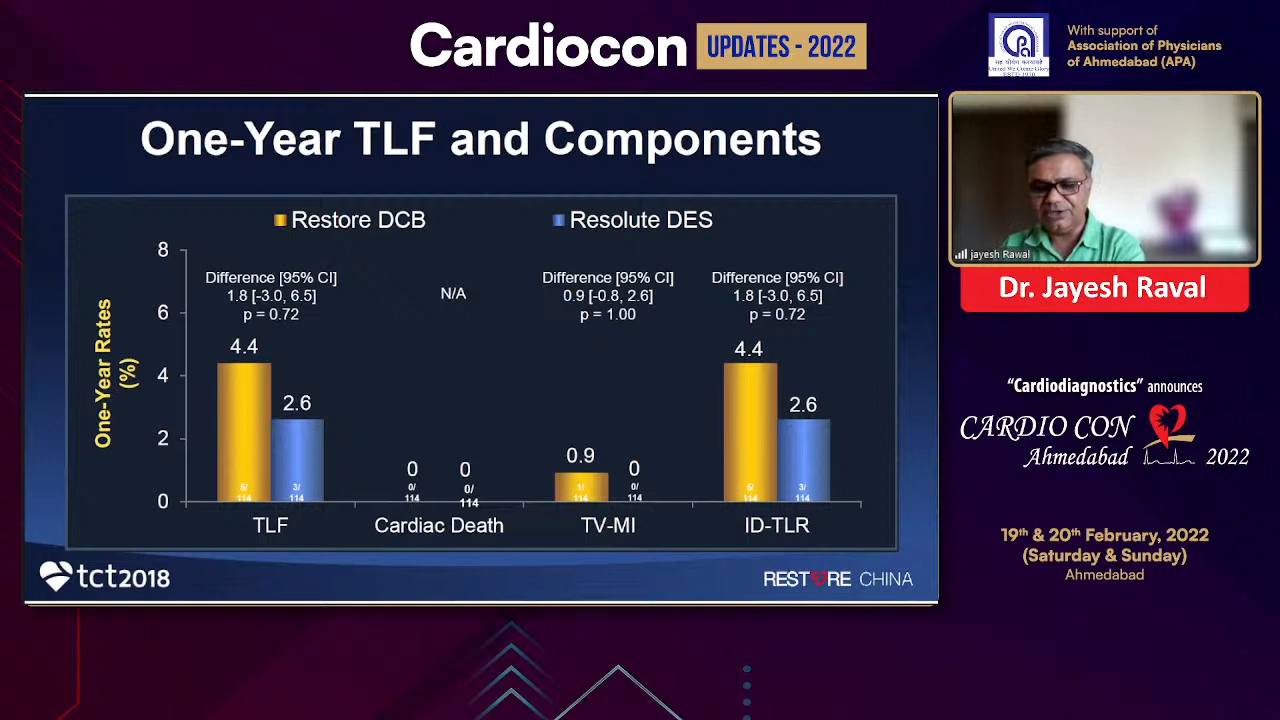 Cardiocon UPDATES - 2022
With support of
Association of Physicians
of Ahmedabad (APA)
One-Year TLF and Components
Restore DCB
Resolute DES
One-Year Rates
(%)
8
6
4
2
0
Difference [95% CI]
1.8 [-3.0, 6.5]
p = 0.72
N/A
Difference [95% CI]
0.9 [-0.8, 2.6]
p = 1.00
Difference [95% CI]
1.8 [-3.0, 6.5]
p = 0.72
4.4
2.6
0
0
0.9
0
4.4
2.6
5/
114
3/
114
0/
114
0/
114
1/
114
0/
114
5/
114
3/
114
TLF
Cardiac Death
TV-MI
ID-TLR
tct2018
RESTORE CHINA
jayesh Rawal
Dr. Jayesh Raval
“Cardiodiagnostics” announces
CARDIO CON
Ahmedabad 2022
19th & 20th February, 2022
(Saturday & Sunday)
Ahmedabad